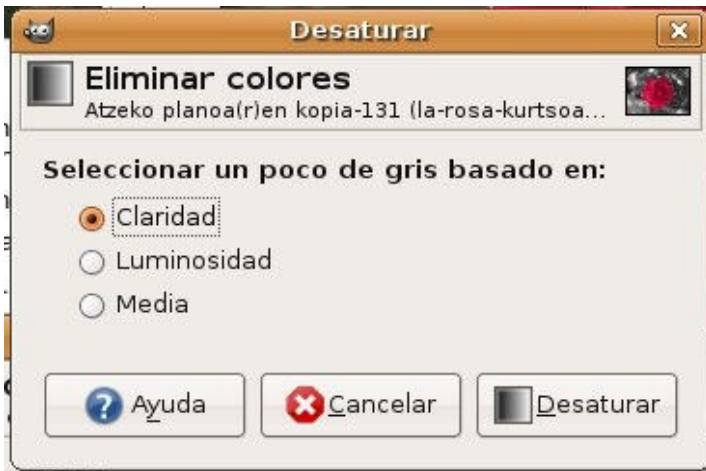 Desaturar
Eliminar colores
Atzeko planoa(r)en kopia-131 (la-rosa-kurtsoa...
Seleccionar un poco de gris basado en:
Claridad
Luminosidad
Media
Ayuda Cancelar Desaturar